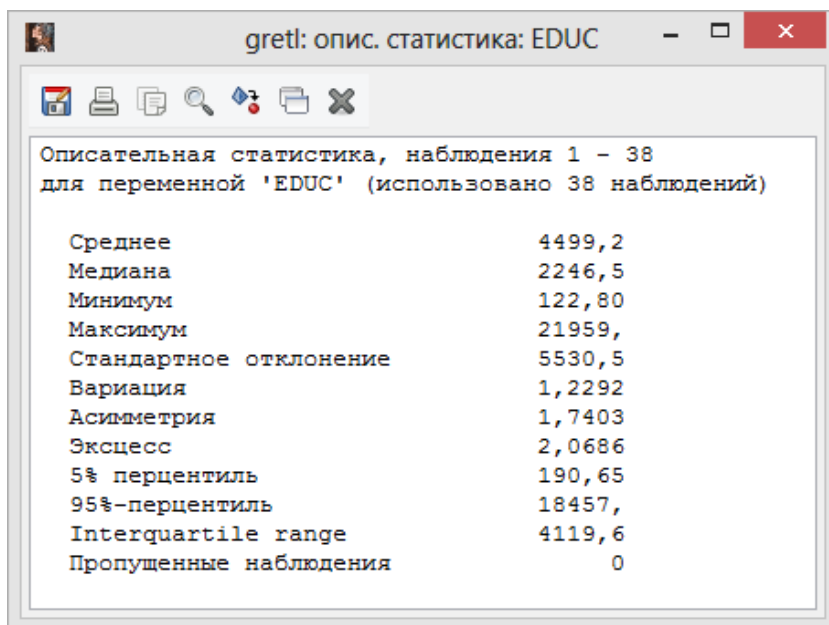 gretl: опис. статистика: EDUC
Описательная статистика, наблюдения 1 - 38
для переменной 'EDUC' (использовано 38 наблюдений)
Среднее 4499,2
Медиана 2246,5
Минимум 122,80
Максимум 21959,
Стандартное отклонение 5530,5
Вариация 1,2292
Асимметрия 1,7403
Эксцесс 2,0686
5% перцентиль 190,65
95%-перцентиль 18457,
Interquartile range 4119,6
Пропущенные наблюдения 0